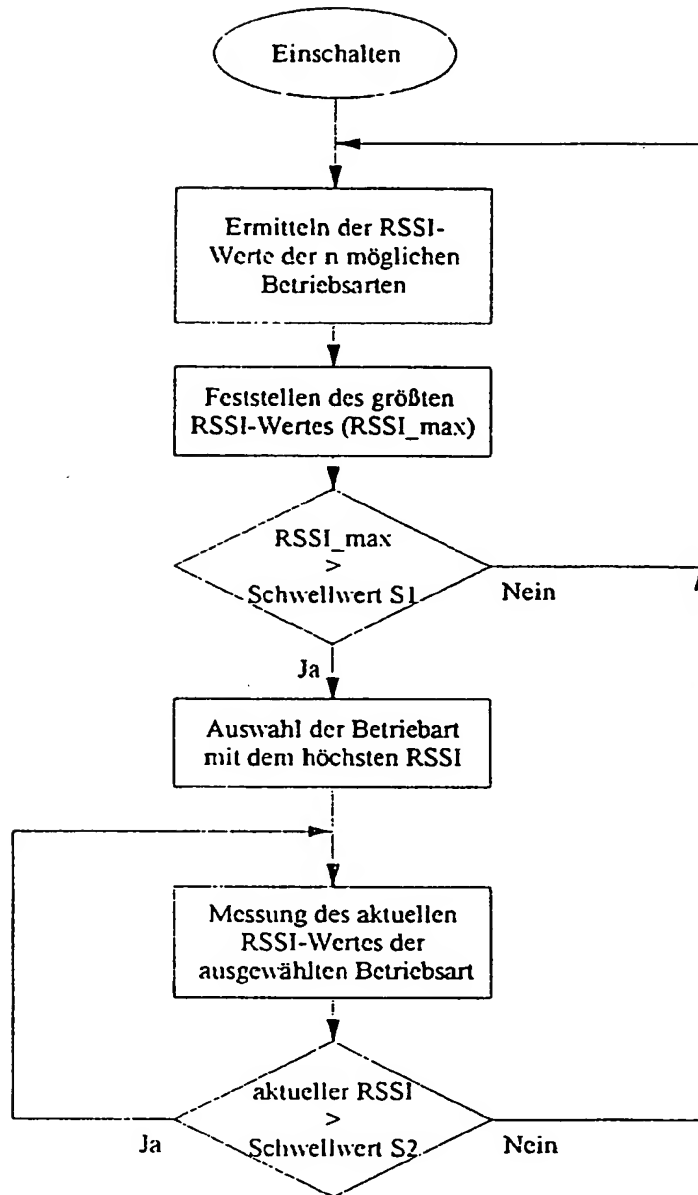 Einschalten
Ermitteln der RSSI-
Werte der n möglichen
Betriebsarten
Feststellen des größten
RSSI-Wertes (RSSI_max)
RSSI_max
>
Schwellwert S1
Nein
Ja
Auswahl der Betriebart
mit dem höchsten RSSI
Messung des aktuellen
RSSI-Wertes der
ausgewählten Betriebsart
aktueller RSSI
>
Schwellwert S2
Ja
Nein